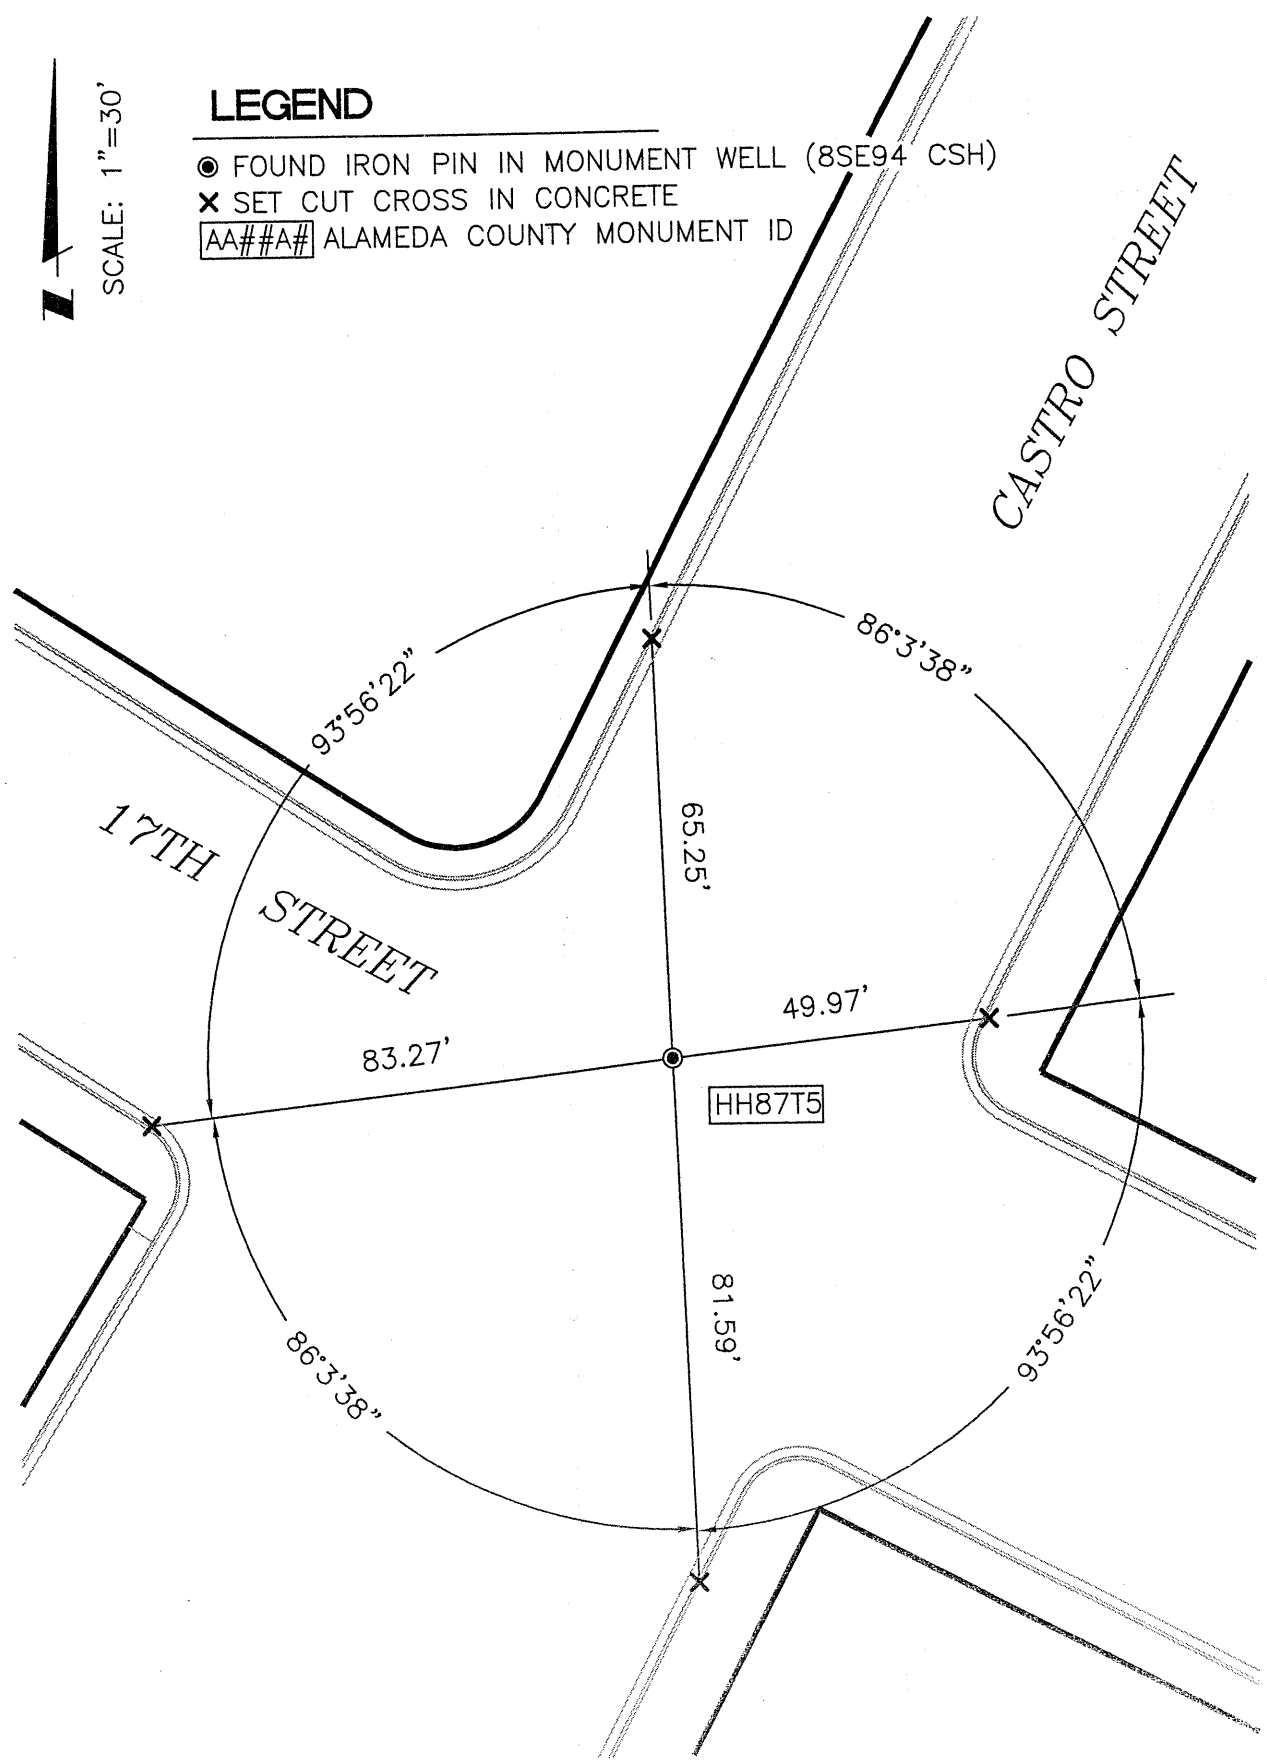 LEGEND
FOUND IRON PIN IN MONUMENT WELL (8SE94 CSH)
SET CUT CROSS IN CONCRETE
AA##A# ALAMEDA COUNTY MONUMENT ID
SCALE: 1"=30'
N
CASTRO STREET
86°3'38"
93°56'22"
65.25'
17TH STREET
49.97'
83.27'
HH87T5
81.59'
93°56'22"
86°3'38"